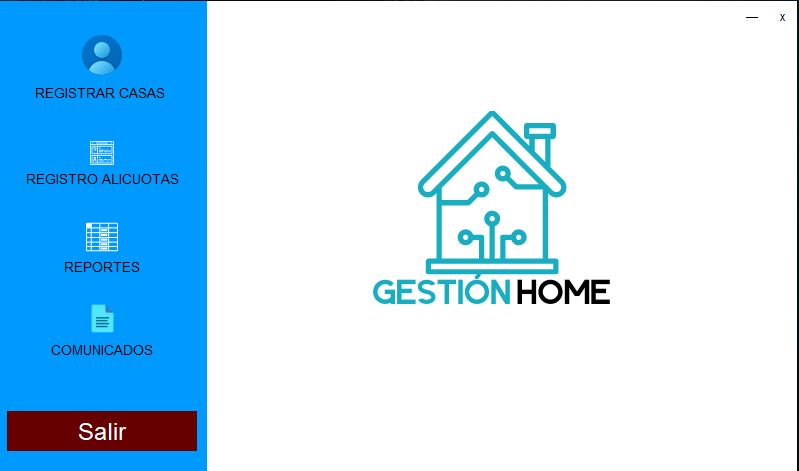 x
REGISTRAR CASAS
REGISTRO ALICUOTAS
REPORTES
COMUNICADOS
Salir
GESTIÓN HOME